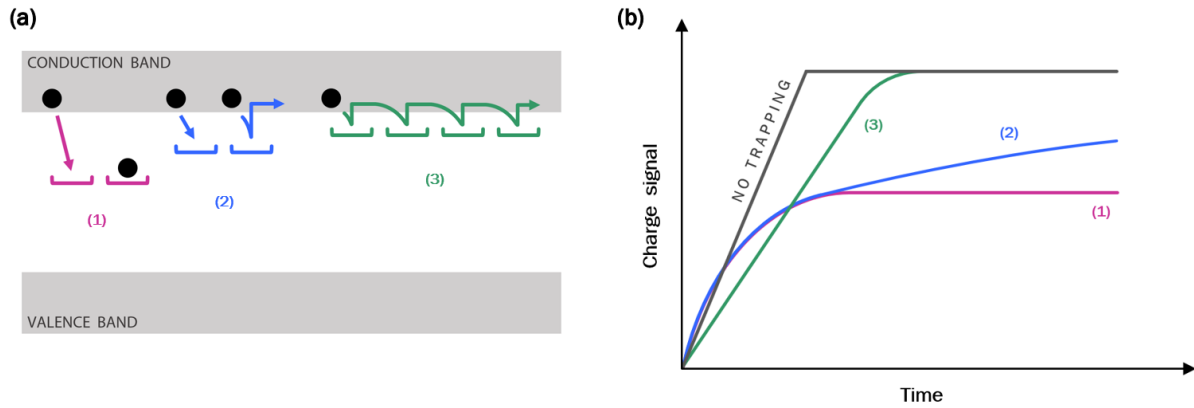 (a)
CONDUCTION BAND
(1)
(2)
(3)
VALENCE BAND
(b)
Charge signal
NO TRAPPING
(3)
(2)
(1)
Time